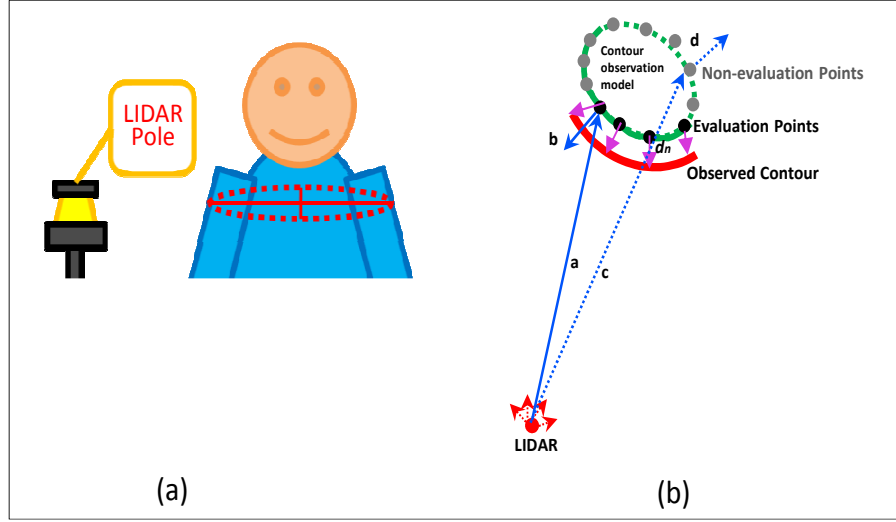 LIDAR
Pole
(a)
d
Contour
observation
model
Non-evaluation Points
b
Evaluation Points
dn
Observed Contour
a
c
LIDAR
(b)